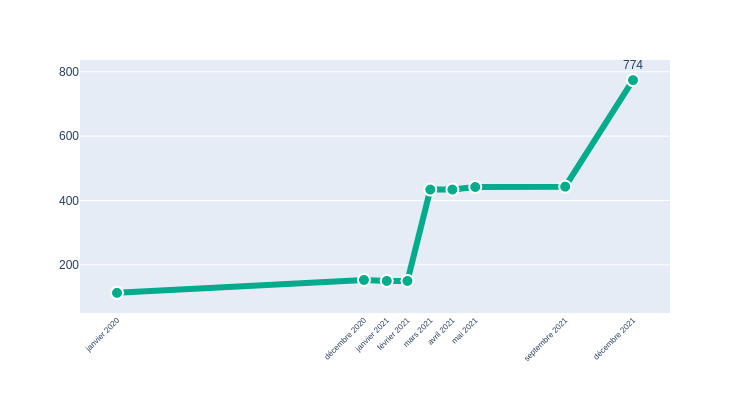 774
800
600
400
200
janvier 2020
décembre 2020
janvier 2021
février 2021
mars 2021
avril 2021
mai 2021
septembre 2021
décembre 2021